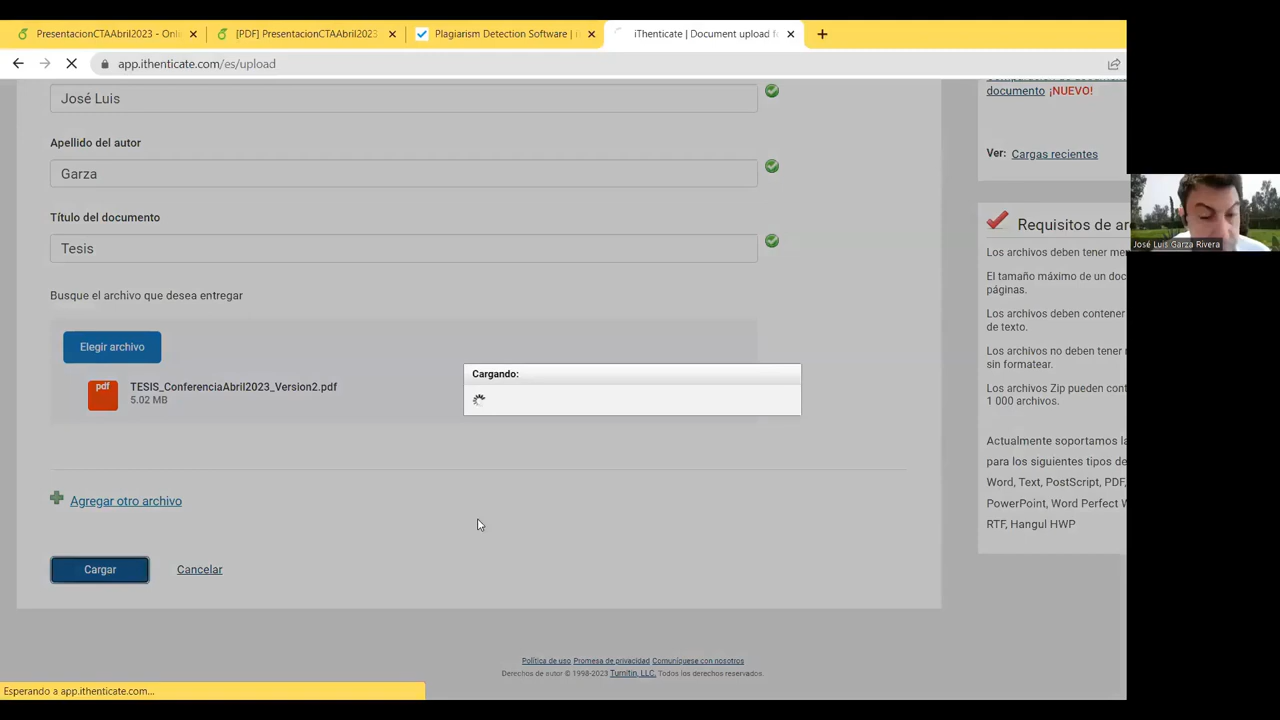 PresentacionCTAAbril2023 - Onli
[PDF] PresentacionCTAAbril2023
Plagiarism Detection Software | i
iThenticate | Document upload fo
app.ithenticate.com/es/upload
José Luis
Apellido del autor
Garza
Título del documento
Tesis
Busque el archivo que desea entregar
Elegir archivo
pdf
TESIS_ConferenciaAbril2023_Version2.pdf
5.02 MB
Cargando:
Agregar otro archivo
Cargar
Cancelar
documento ¡NUEVO!
Ver: Cargas recientes
Requisitos de ar
Los archivos deben tener me
El tamaño máximo de un doc
páginas.
Los archivos deben contener
de texto.
Los archivos no deben tener
sin formatear.
Los archivos Zip pueden cont
1 000 archivos.
Actualmente soportamos la
para los siguientes tipos de
Word, Text, PostScript, PDF,
PowerPoint, Word Perfect W
RTF, Hangul HWP
José Luis Garza Rivera
Política de uso Promesa de privacidad Comuníquese con nosotros
Derechos de autor © 1998-2023 Turnitin, LLC. Todos los derechos reservados.
Esperando a app.ithenticate.com...